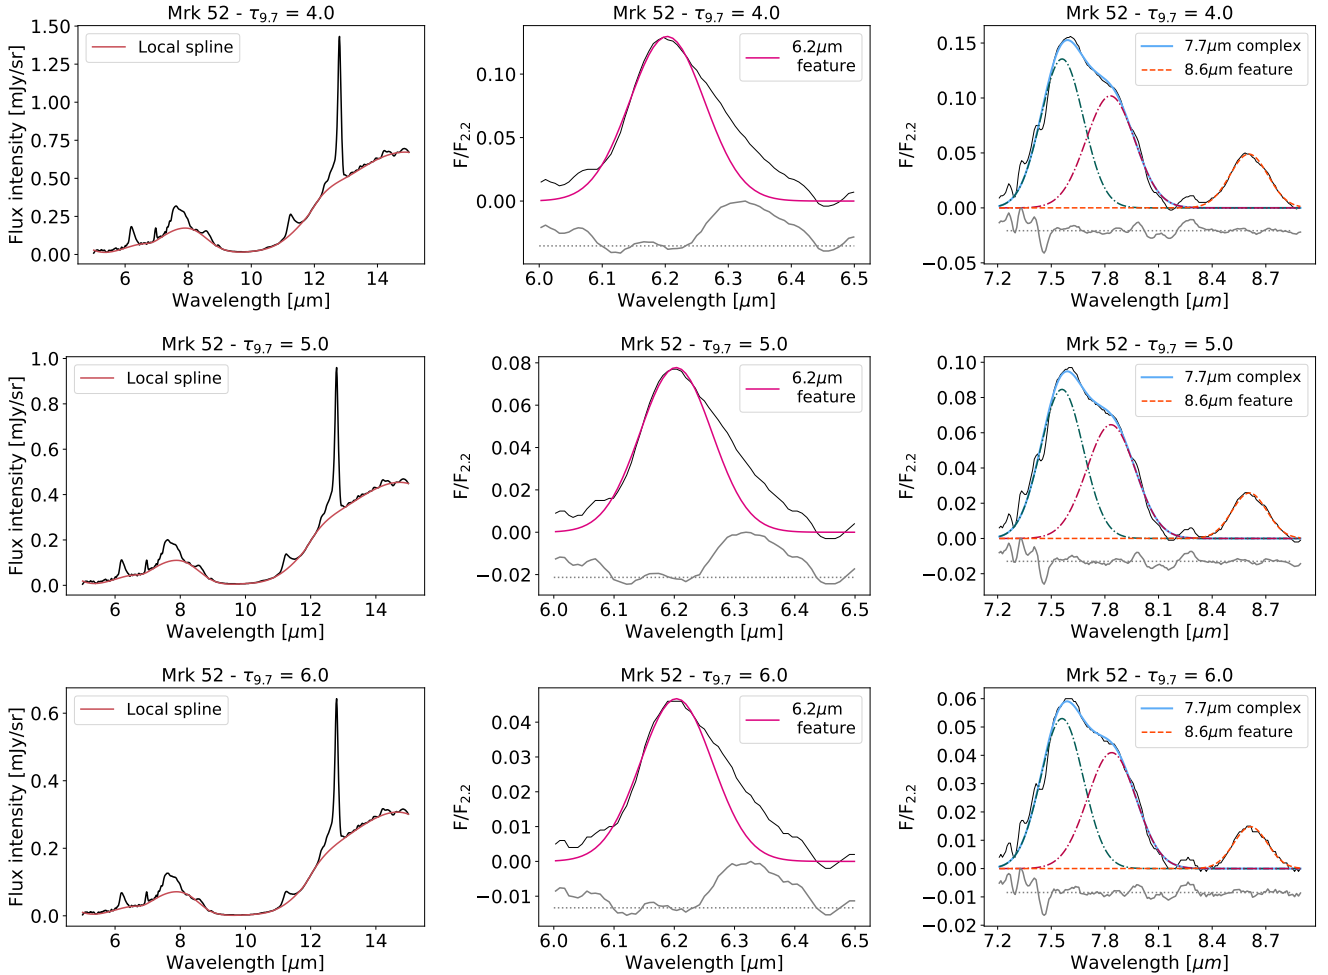 Mrk 52 - τ9.7 = 4.0
Flux intensity [mJy/sr]
1.50
1.25
1.00
0.75
0.50
0.25
0.00
Local spline
6 8 10 12 14
Wavelength [μm]
Mrk 52 - τ9.7 = 4.0
F/F2.2
0.10
0.05
0.00
6.2μm
feature
6.0 6.1 6.2 6.3 6.4 6.5
Wavelength [μm]
Mrk 52 - τ9.7 = 4.0
F/F2.2
0.15
0.10
0.05
0.00
−0.05
7.7μm complex
8.6μm feature
7.2 7.5 7.8 8.1 8.4 8.7
Wavelength [μm]
Mrk 52 - τ9.7 = 5.0
Flux intensity [mJy/sr]
1.0
0.8
0.6
0.4
0.2
0.0
Local spline
6 8 10 12 14
Wavelength [μm]
Mrk 52 - τ9.7 = 5.0
F/F2.2
0.08
0.06
0.04
0.02
0.00
−0.02
6.2μm
feature
6.0 6.1 6.2 6.3 6.4 6.5
Wavelength [μm]
Mrk 52 - τ9.7 = 5.0
F/F2.2
0.10
0.08
0.06
0.04
0.02
0.00
−0.02
7.7μm complex
8.6μm feature
7.2 7.5 7.8 8.1 8.4 8.7
Wavelength [μm]
Mrk 52 - τ9.7 = 6.0
Flux intensity [mJy/sr]
0.6
0.4
0.2
0.0
Local spline
6 8 10 12 14
Wavelength [μm]
Mrk 52 - τ9.7 = 6.0
F/F2.2
0.04
0.03
0.02
0.01
0.00
−0.01
6.2μm
feature
6.0 6.1 6.2 6.3 6.4 6.5
Wavelength [μm]
Mrk 52 - τ9.7 = 6.0
F/F2.2
0.06
0.05
0.04
0.03
0.02
0.01
0.00
−0.01
−0.02
7.7μm complex
8.6μm feature
7.2 7.5 7.8 8.1 8.4 8.7
Wavelength [μm]